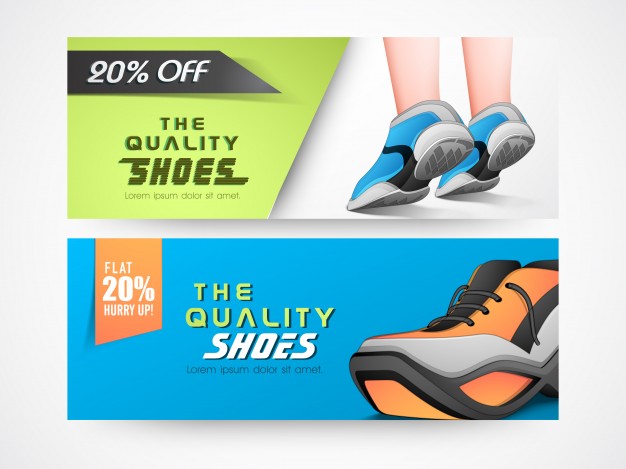 20% OFF
THE
QUALITY
SHOES
Lorem ipsum dolor sit amet.
FLAT
20%
HURRY UP!
THE
QUALITY
SHOES
Lorem ipsum dolor sit amet.